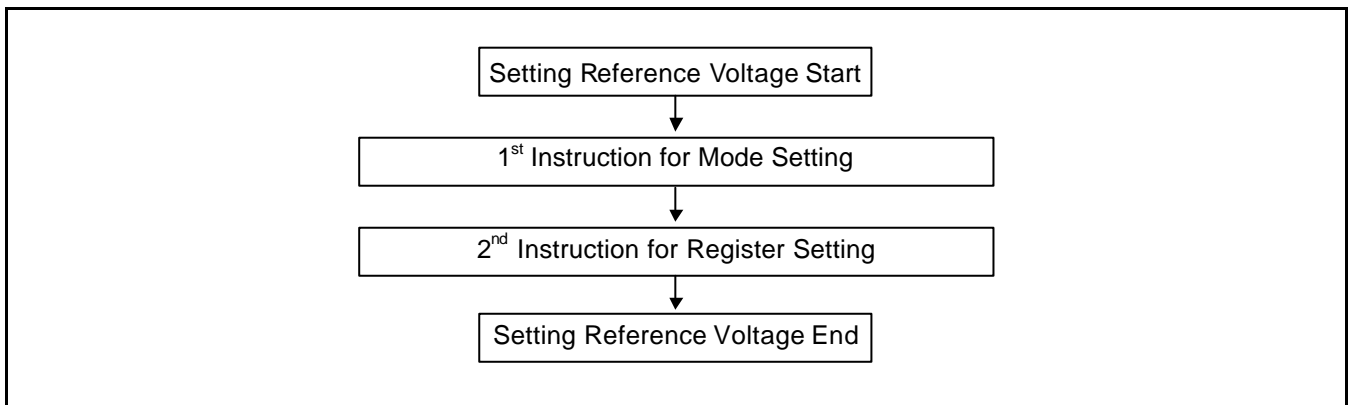 Setting Reference Voltage Start
1st Instruction for Mode Setting
2nd Instruction for Register Setting
Setting Reference Voltage End